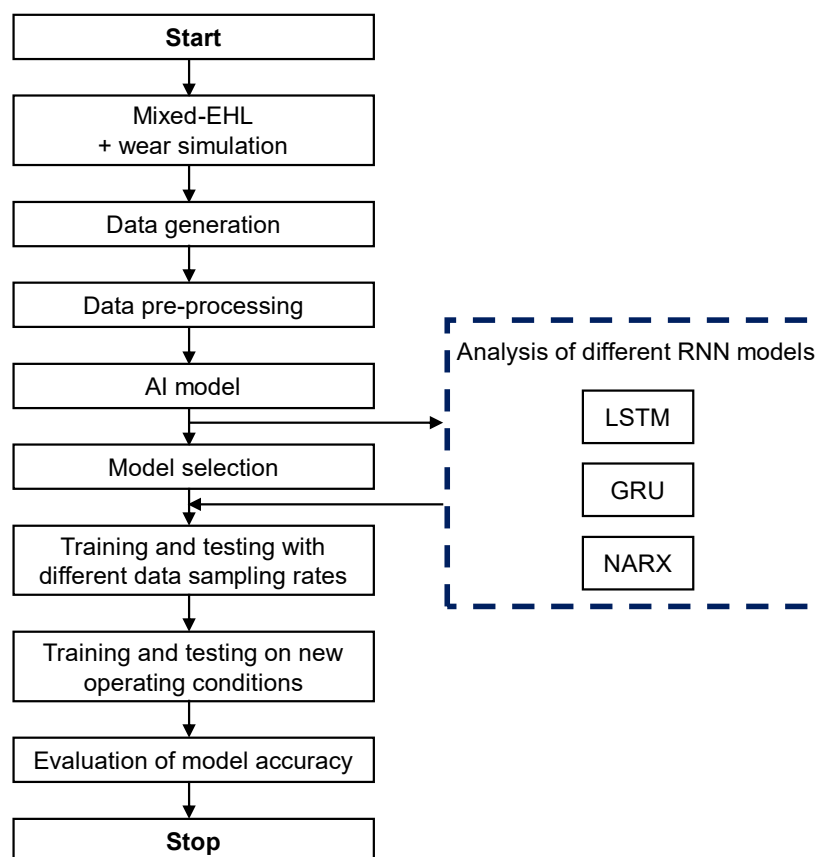 Start
Mixed-EHL
+ wear simulation
Data generation
Data pre-processing
AI model
Model selection
Training and testing with
different data sampling rates
Training and testing on new
operating conditions
Evaluation of model accuracy
Stop
Analysis of different RNN models
LSTM
GRU
NARX